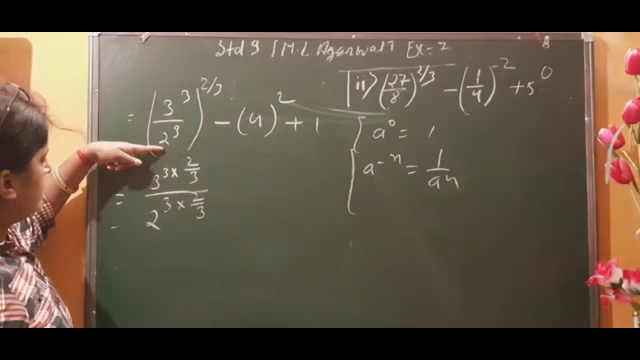 Std 9 [M.L Agarwal] Ex = 2
ii) (27/8)^2/3 - (1/4)^-2 + 5^0
= (3^3/2^3)^2/3 - (4)^2 + 1
a^0 = 1
a^-n = 1/a^n
= 3^3×2/3 / 2^3×2/3